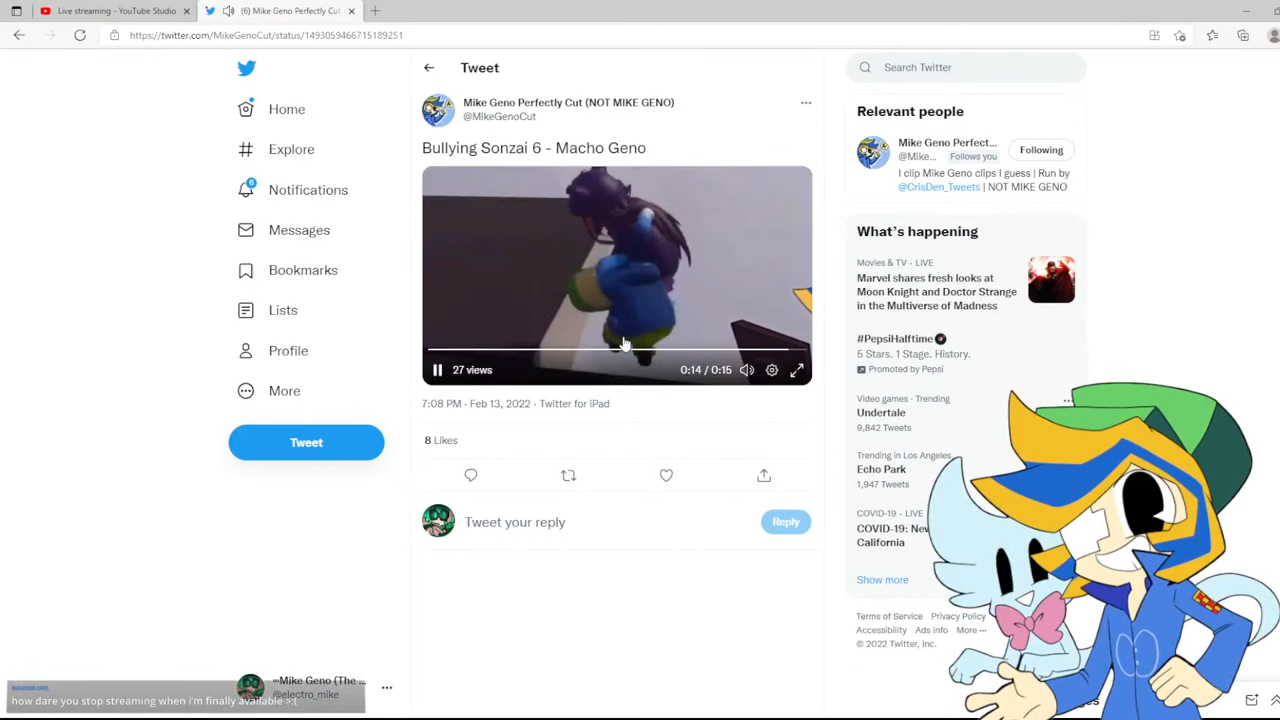 Live streaming - YouTube Studio
(6) Mike Geno Perfectly Cut
https://twitter.com/MikeGenoCut/status/1493059466715189251
Home
Explore
Notifications
6
Messages
Bookmarks
Lists
Profile
More
Tweet
∞Mike Geno (The ...
@electro_mike
how dare you stop streaming when i'm finally available >:(
Tweet
Mike Geno Perfectly Cut (NOT MIKE GENO)
@MikeGenoCut
Bullying Sonzai 6 - Macho Geno
27 views
0:14 / 0:15
7:08 PM · Feb 13, 2022 · Twitter for iPad
8 Likes
Tweet your reply
Reply
Search Twitter
Relevant people
Mike Geno Perfect...
@Mike... Follows you
Following
I clip Mike Geno clips I guess | Run by
@CrisDen_Tweets | NOT MIKE GENO
What's happening
Movies & TV · LIVE
Marvel shares fresh looks at
Moon Knight and Doctor Strange
in the Multiverse of Madness
#PepsiHalftime
5 Stars. 1 Stage. History.
Promoted by Pepsi
Video games · Trending
Undertale
9,842 Tweets
Trending in Los Angeles
Echo Park
1,947 Tweets
COVID-19 · LIVE
COVID-19:
California
Show more
Terms of Service Privacy Policy
Accessibility Ads info More ...
© 2022 Twitter, Inc.